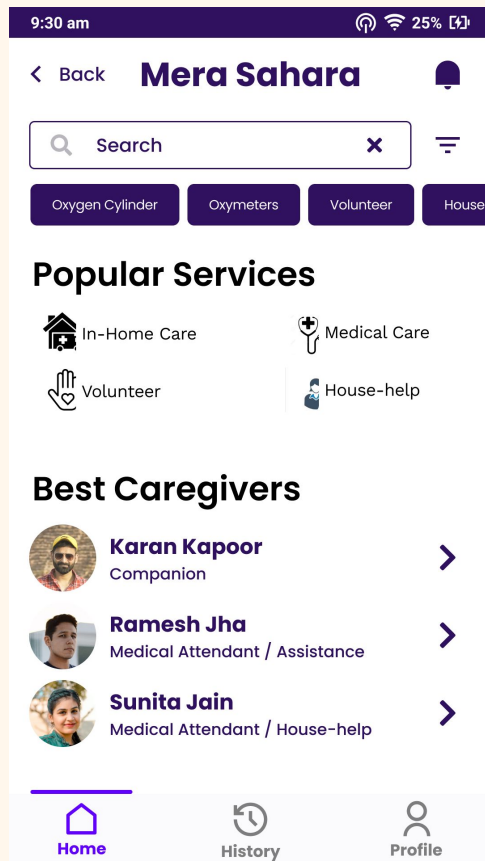 9:30 am 25%
Back Mera Sahara
Search
Oxygen Cylinder Oxymeters Volunteer House
Popular Services
In-Home Care Medical Care
Volunteer House-help
Best Caregivers
Karan Kapoor
Companion
Ramesh Jha
Medical Attendant / Assistance
Sunita Jain
Medical Attendant / House-help
Home History Profile